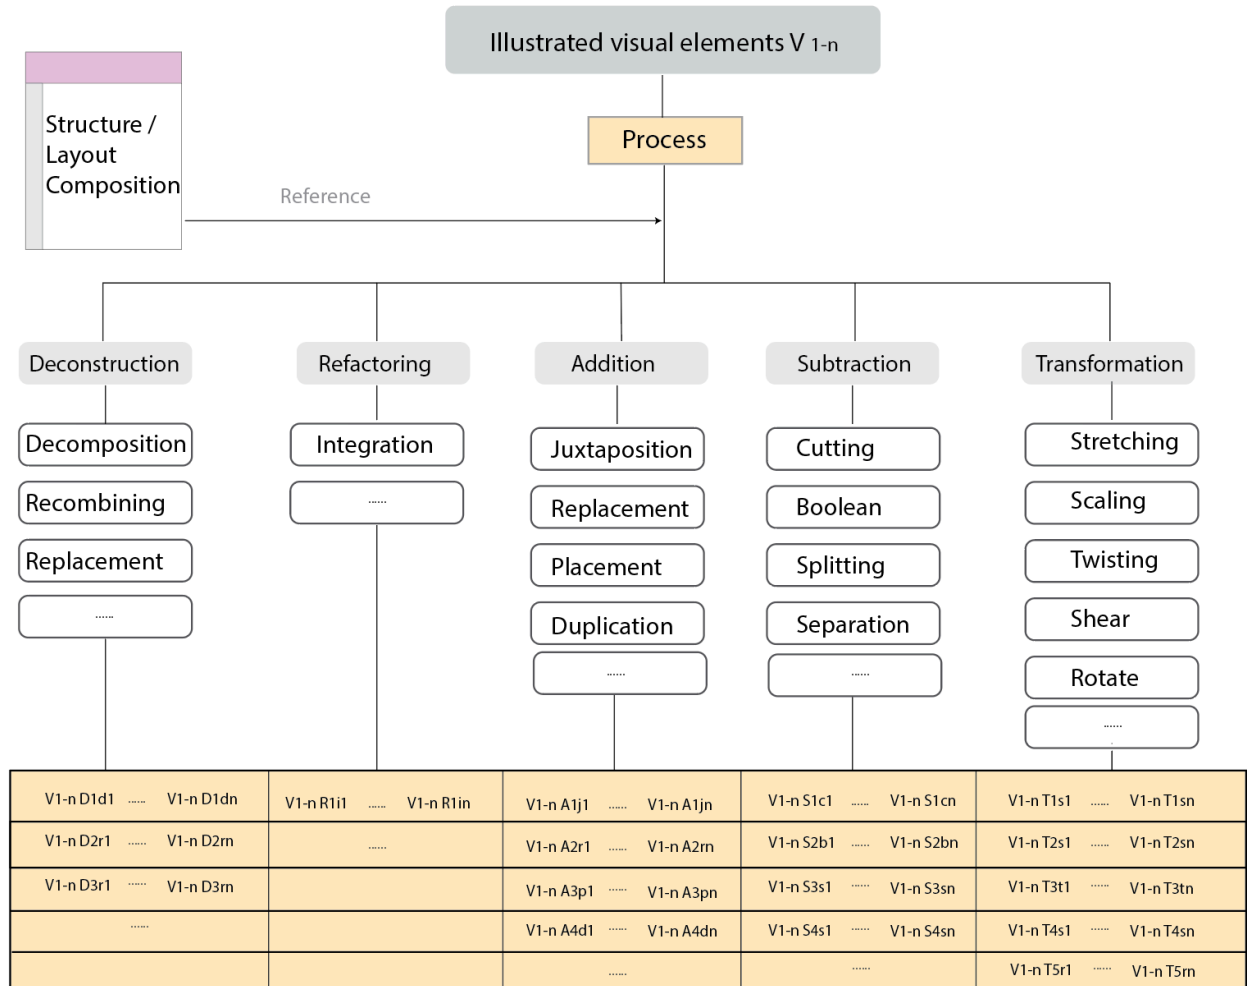 Illustrated visual elements V 1-n
Structure /
Layout
Composition
Process
Reference
Deconstruction
Decomposition
Recombining
Replacement
......
Refactoring
Integration
......
Addition
Juxtaposition
Replacement
Placement
Duplication
......
Subtraction
Cutting
Boolean
Splitting
Separation
......
Transformation
Stretching
Scaling
Twisting
Shear
Rotate
......
V1-n D1d1 ...... V1-n D1dn
V1-n R1i1 ...... V1-n R1in
V1-n A1j1 ...... V1-n A1jn
V1-n S1c1 ...... V1-n S1cn
V1-n T1s1 ...... V1-n T1sn
V1-n D2r1 ...... V1-n D2rn
......
V1-n A2r1 ...... V1-n A2rn
V1-n S2b1 ...... V1-n S2bn
V1-n T2s1 ...... V1-n T2sn
V1-n D3r1 ...... V1-n D3rn
V1-n A3p1 ...... V1-n A3pn
V1-n S3s1 ...... V1-n S3sn
V1-n T3t1 ...... V1-n T3tn
......
V1-n A4d1 ...... V1-n A4dn
V1-n S4s1 ...... V1-n S4sn
V1-n T4s1 ...... V1-n T4sn
......
......
V1-n T5r1 ...... V1-n T5rn